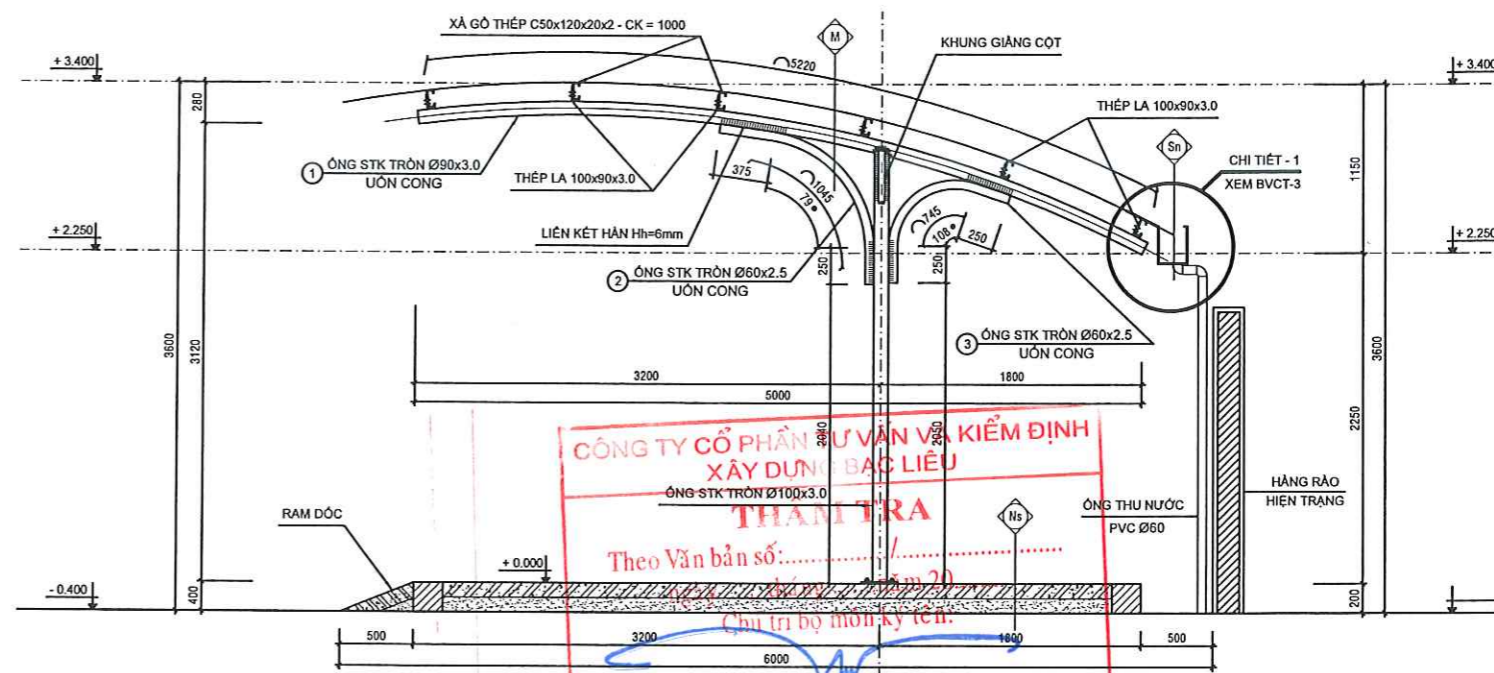 XÀ GỒ THÉP C50x120x20x2 - CK = 1000
M
KHUNG GIẰNG CỘT
+ 3.400
5220
+ 3.400
280
THÉP LA 100x90x3.0
Sn
CHI TIẾT - 1
XEM BVCT-3
1150
1
ỐNG STK TRÒN Ø90x3.0
UỐN CONG
THÉP LA 100x90x3.0
375
1045
79
745
108
250
LIÊN KẾT HÀN Hh=6mm
+ 2.250
+ 2.250
250
250
2
ỐNG STK TRÒN Ø60x2.5
UỐN CONG
3
ỐNG STK TRÒN Ø60x2.5
UỐN CONG
3600
3120
3600
2250
3200
1800
5000
2040
2050
CÔNG TY CỔ PHẦN TƯ VẤN VÀ KIỂM ĐỊNH
XÂY DỰNG BẠC LIÊU
ỐNG STK TRÒN Ø100x3.0
THẨM TRA
RAM DỐC
Ns
ỐNG THU NƯỚC
PVC Ø60
HÀNG RÀO
HIỆN TRẠNG
Theo Văn bản số:............../..........................
+ 0.000
ngày ...... tháng ...... năm 20......
- 0.400
400
200
Chủ trì bộ môn ký tên:
500
3200
1800
500
6000